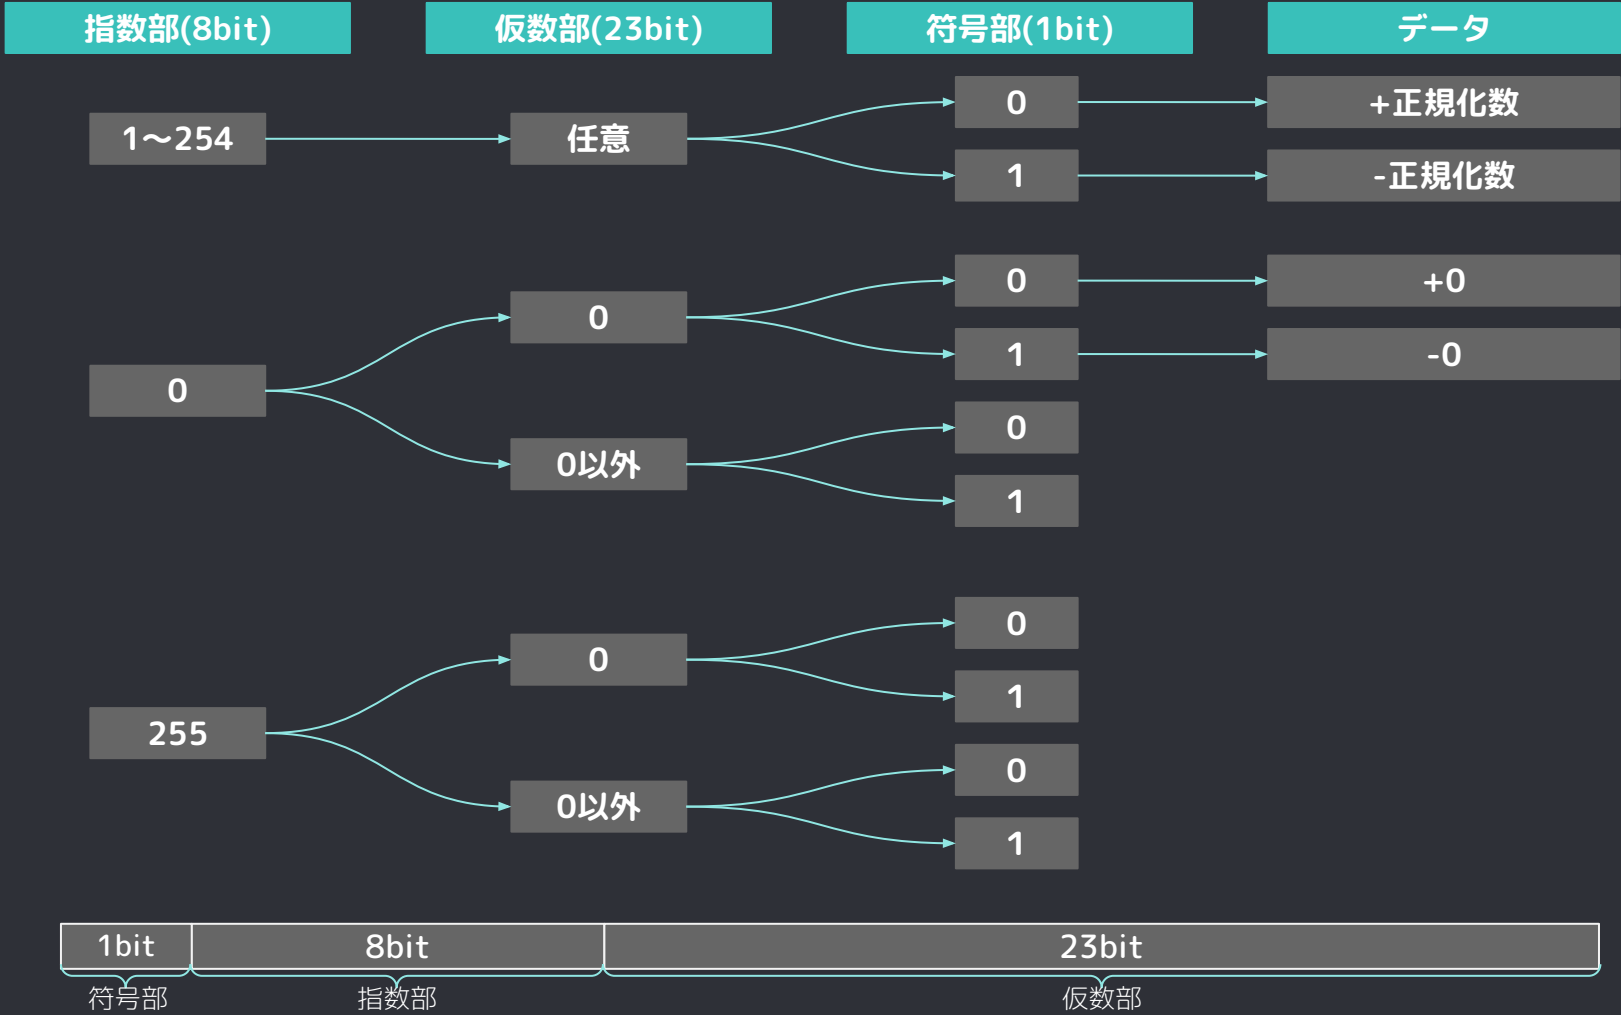 指数部(8bit) 仮数部(23bit) 符号部(1bit) データ
1〜254 任意 0 +正規化数
1 -正規化数
0 0 0 +0
1 -0
0以外 0
1
255 0 0
1
0以外 0
1
1bit 8bit 23bit
符号部 指数部 仮数部